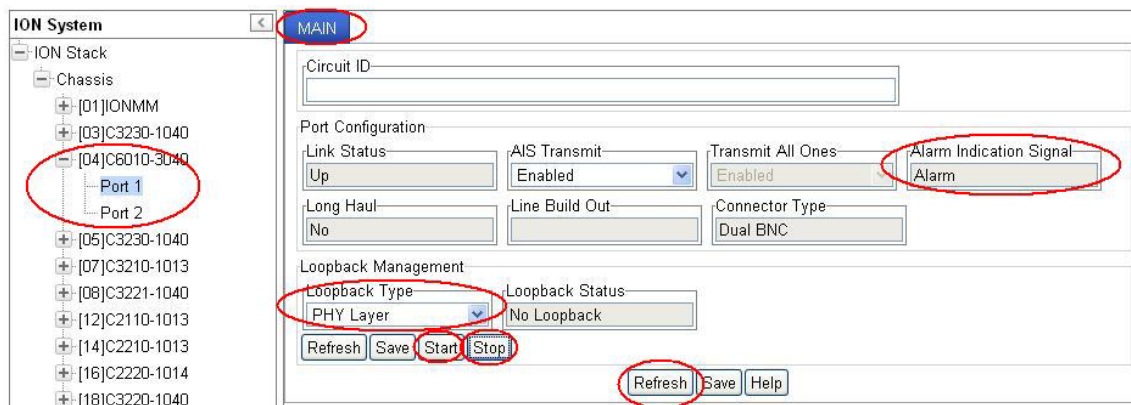 ION System
ION Stack
Chassis
[01]IONMM
[03]C3230-1040
[04]C6010-3040
Port 1
Port 2
[05]C3230-1040
[07]C3210-1013
[08]C3221-1040
[12]C2110-1013
[14]C2210-1013
[16]C2220-1014
[18]C3220-1040
MAIN
Circuit ID
Port Configuration
Link Status AIS Transmit Transmit All Ones Alarm Indication Signal
Up Enabled Enabled Alarm
Long Haul Line Build Out Connector Type
No Dual BNC
Loopback Management
Loopback Type Loopback Status
PHY Layer No Loopback
Refresh Save Start Stop
Refresh Save Help